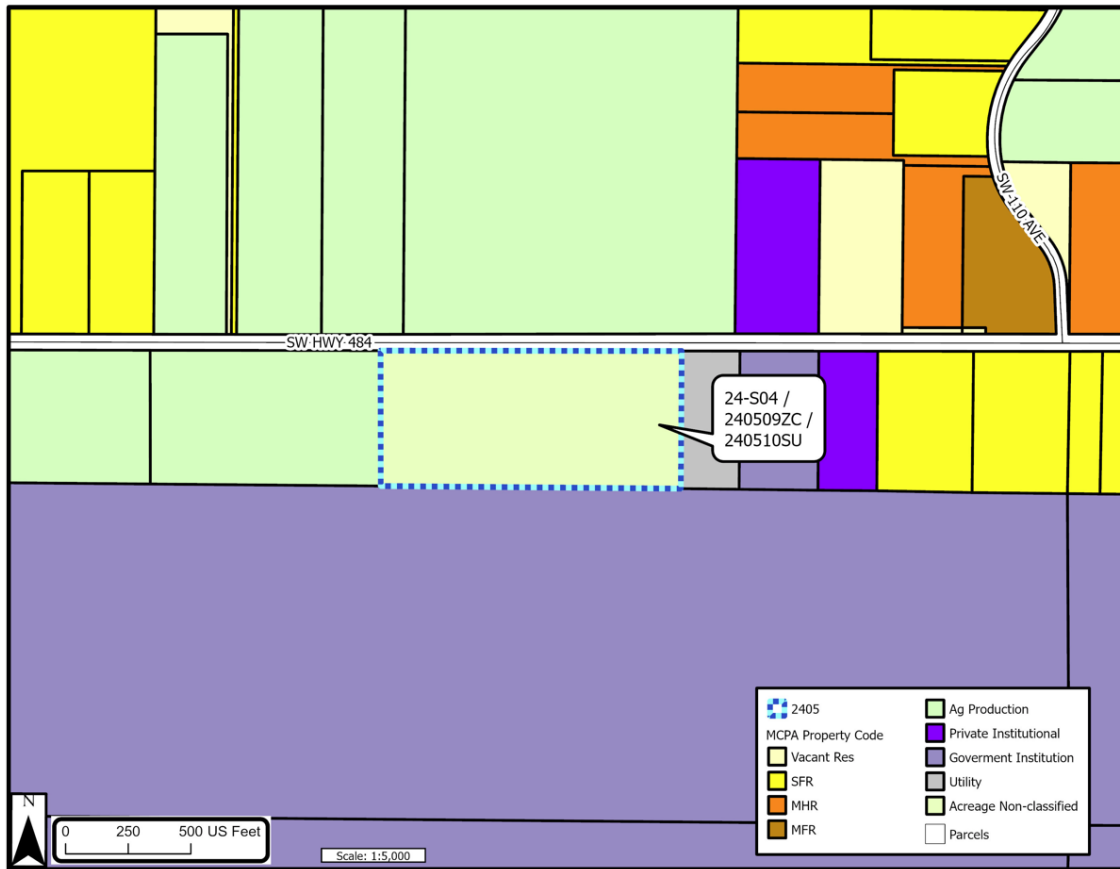 SW 110 AVE
SW HWY 484
24-S04 /
240509ZC /
240510SU
2405
MCPA Property Code
Vacant Res
SFR
MHR
MFR
Ag Production
Private Institutional
Goverment Institution
Utility
Acreage Non-classified
Parcels
N
0 250 500 US Feet
Scale: 1:5,000